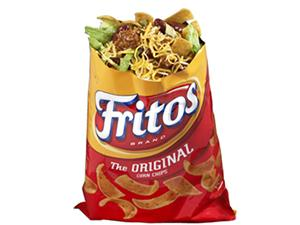 Fritos
BRAND
The ORIGINAL
CORN CHIPS